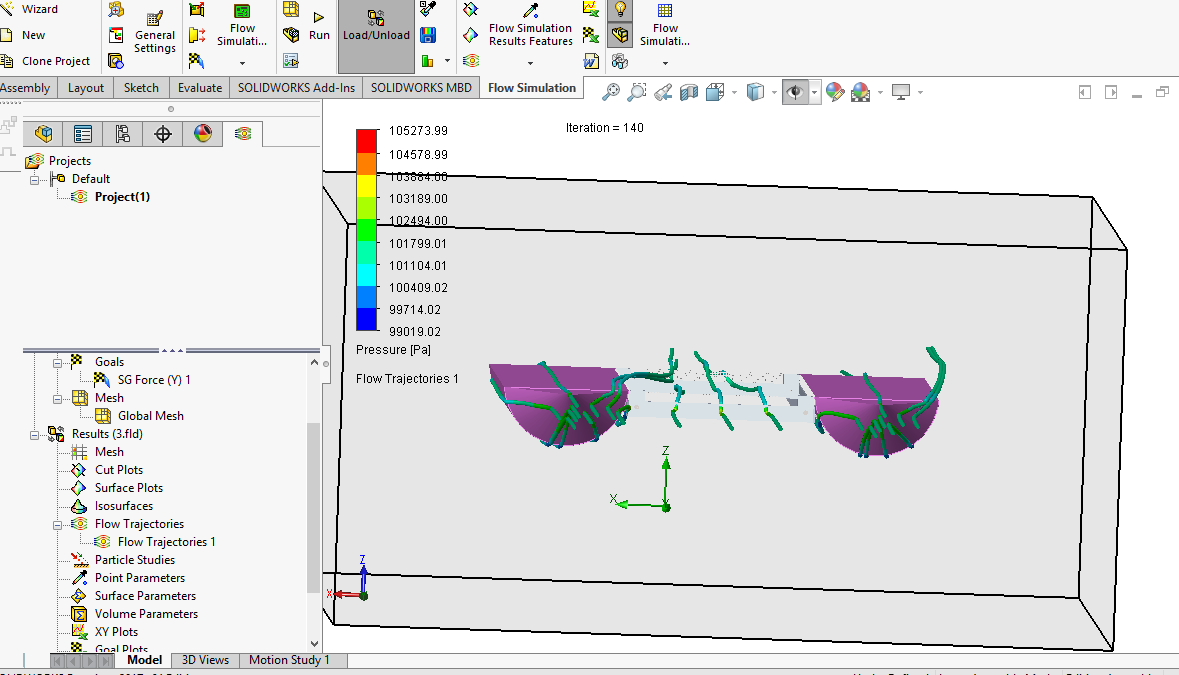 Wizard
New
Clone Project
General
Settings
Flow
Simulati...
Run
Load/Unload
Flow Simulation
Results Features
Flow
Simulati...
Assembly
Layout
Sketch
Evaluate
SOLIDWORKS Add-Ins
SOLIDWORKS MBD
Flow Simulation
Projects
Default
Project(1)
Goals
SG Force (Y) 1
Mesh
Global Mesh
Results (3.fld)
Mesh
Cut Plots
Surface Plots
Isosurfaces
Flow Trajectories
Flow Trajectories 1
Particle Studies
Point Parameters
Surface Parameters
Volume Parameters
XY Plots
Goal Plots
105273.99
104578.99
103884.00
103189.00
102494.00
101799.01
101104.01
100409.02
99714.02
99019.02
Pressure [Pa]
Flow Trajectories 1
Iteration = 140
Z
X
Y
Z
X
Model
3D Views
Motion Study 1